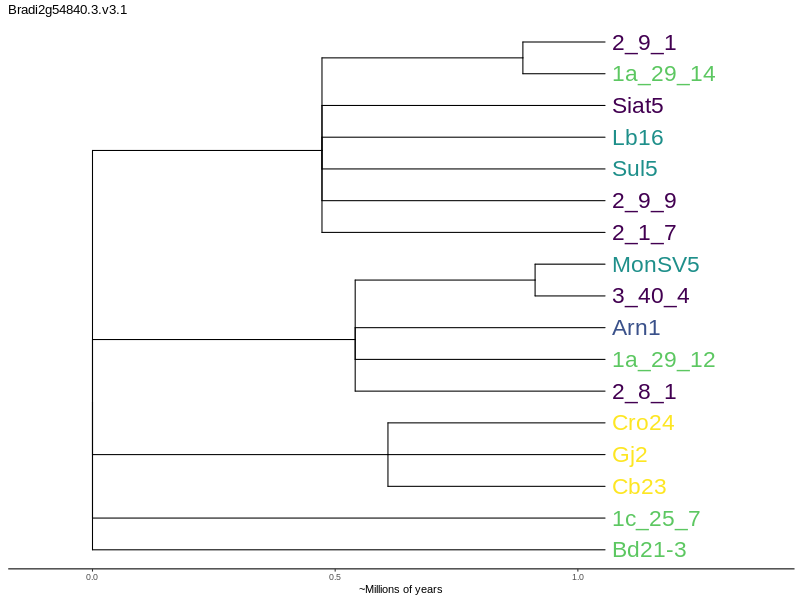 Bradi2g54840.3.v3.1
2_9_1
1a_29_14
Siat5
Lb16
Sul5
2_9_9
2_1_7
MonSV5
3_40_4
Arn1
1a_29_12
2_8_1
Cro24
Gj2
Cb23
1c_25_7
Bd21-3
0.0 0.5 1.0
~Millions of years